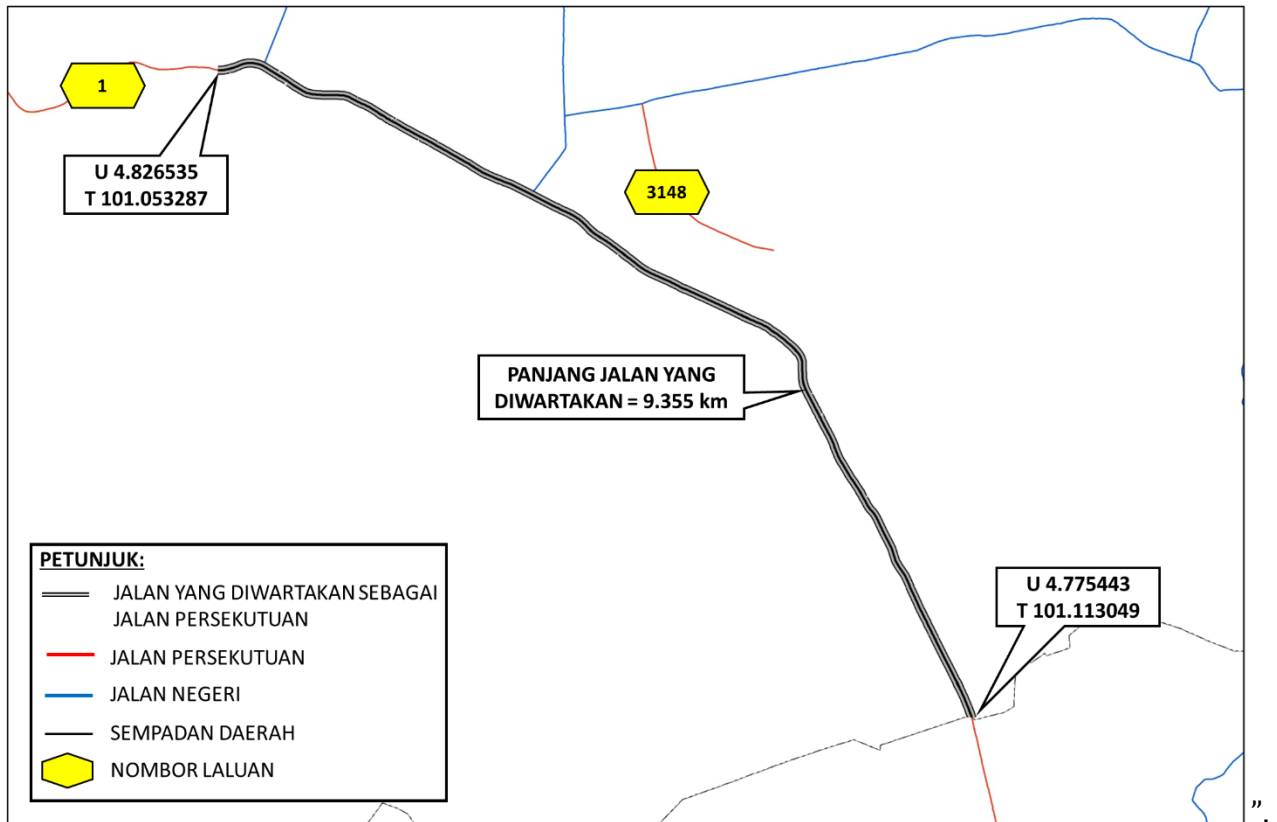 1
U 4.826535
T 101.053287
3148
PANJANG JALAN YANG
DIWARTAKAN = 9.355 km
U 4.775443
T 101.113049
PETUNJUK:
JALAN YANG DIWARTAKAN SEBAGAI
JALAN PERSEKUTUAN
JALAN PERSEKUTUAN
JALAN NEGERI
SEMPADAN DAERAH
NOMBOR LALUAN
”.